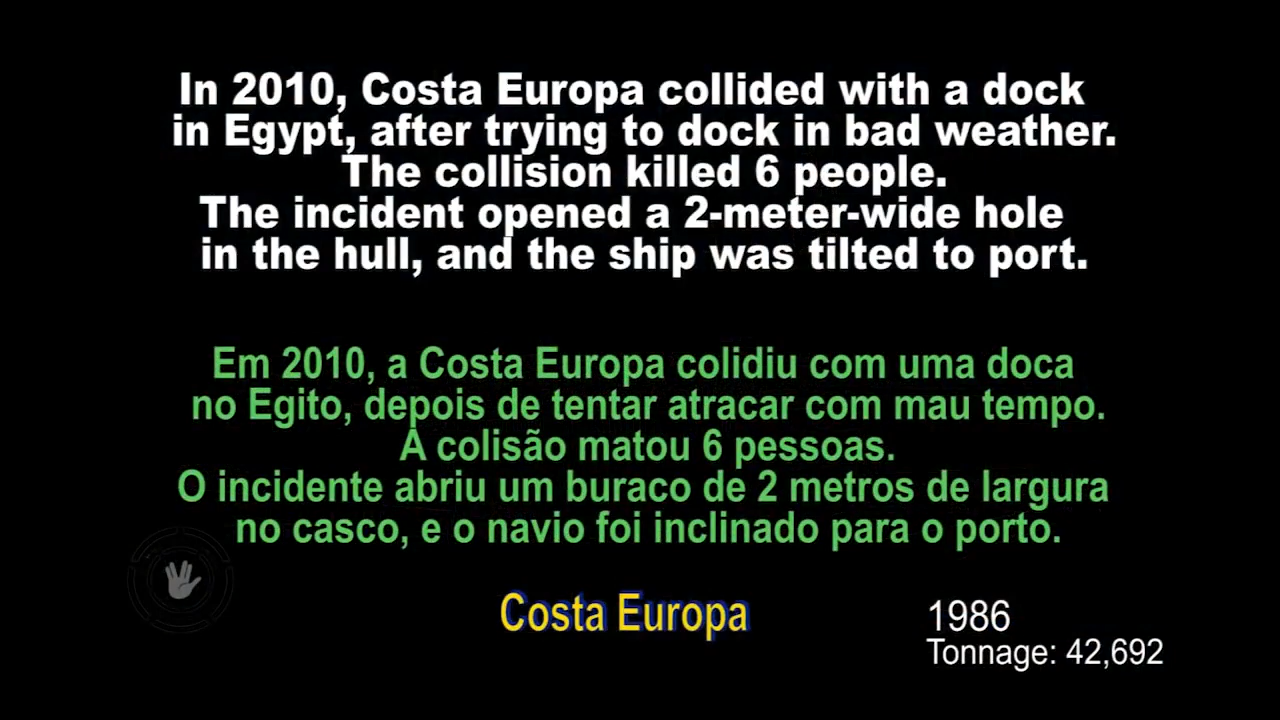 In 2010, Costa Europa collided with a dock
in Egypt, after trying to dock in bad weather.
The collision killed 6 people.
The incident opened a 2-meter-wide hole
in the hull, and the ship was tilted to port.
Em 2010, a Costa Europa colidiu com uma doca
no Egito, depois de tentar atracar com mau tempo.
A colisão matou 6 pessoas.
O incidente abriu um buraco de 2 metros de largura
no casco, e o navio foi inclinado para o porto.
Costa Europa
1986
Tonnage: 42,692